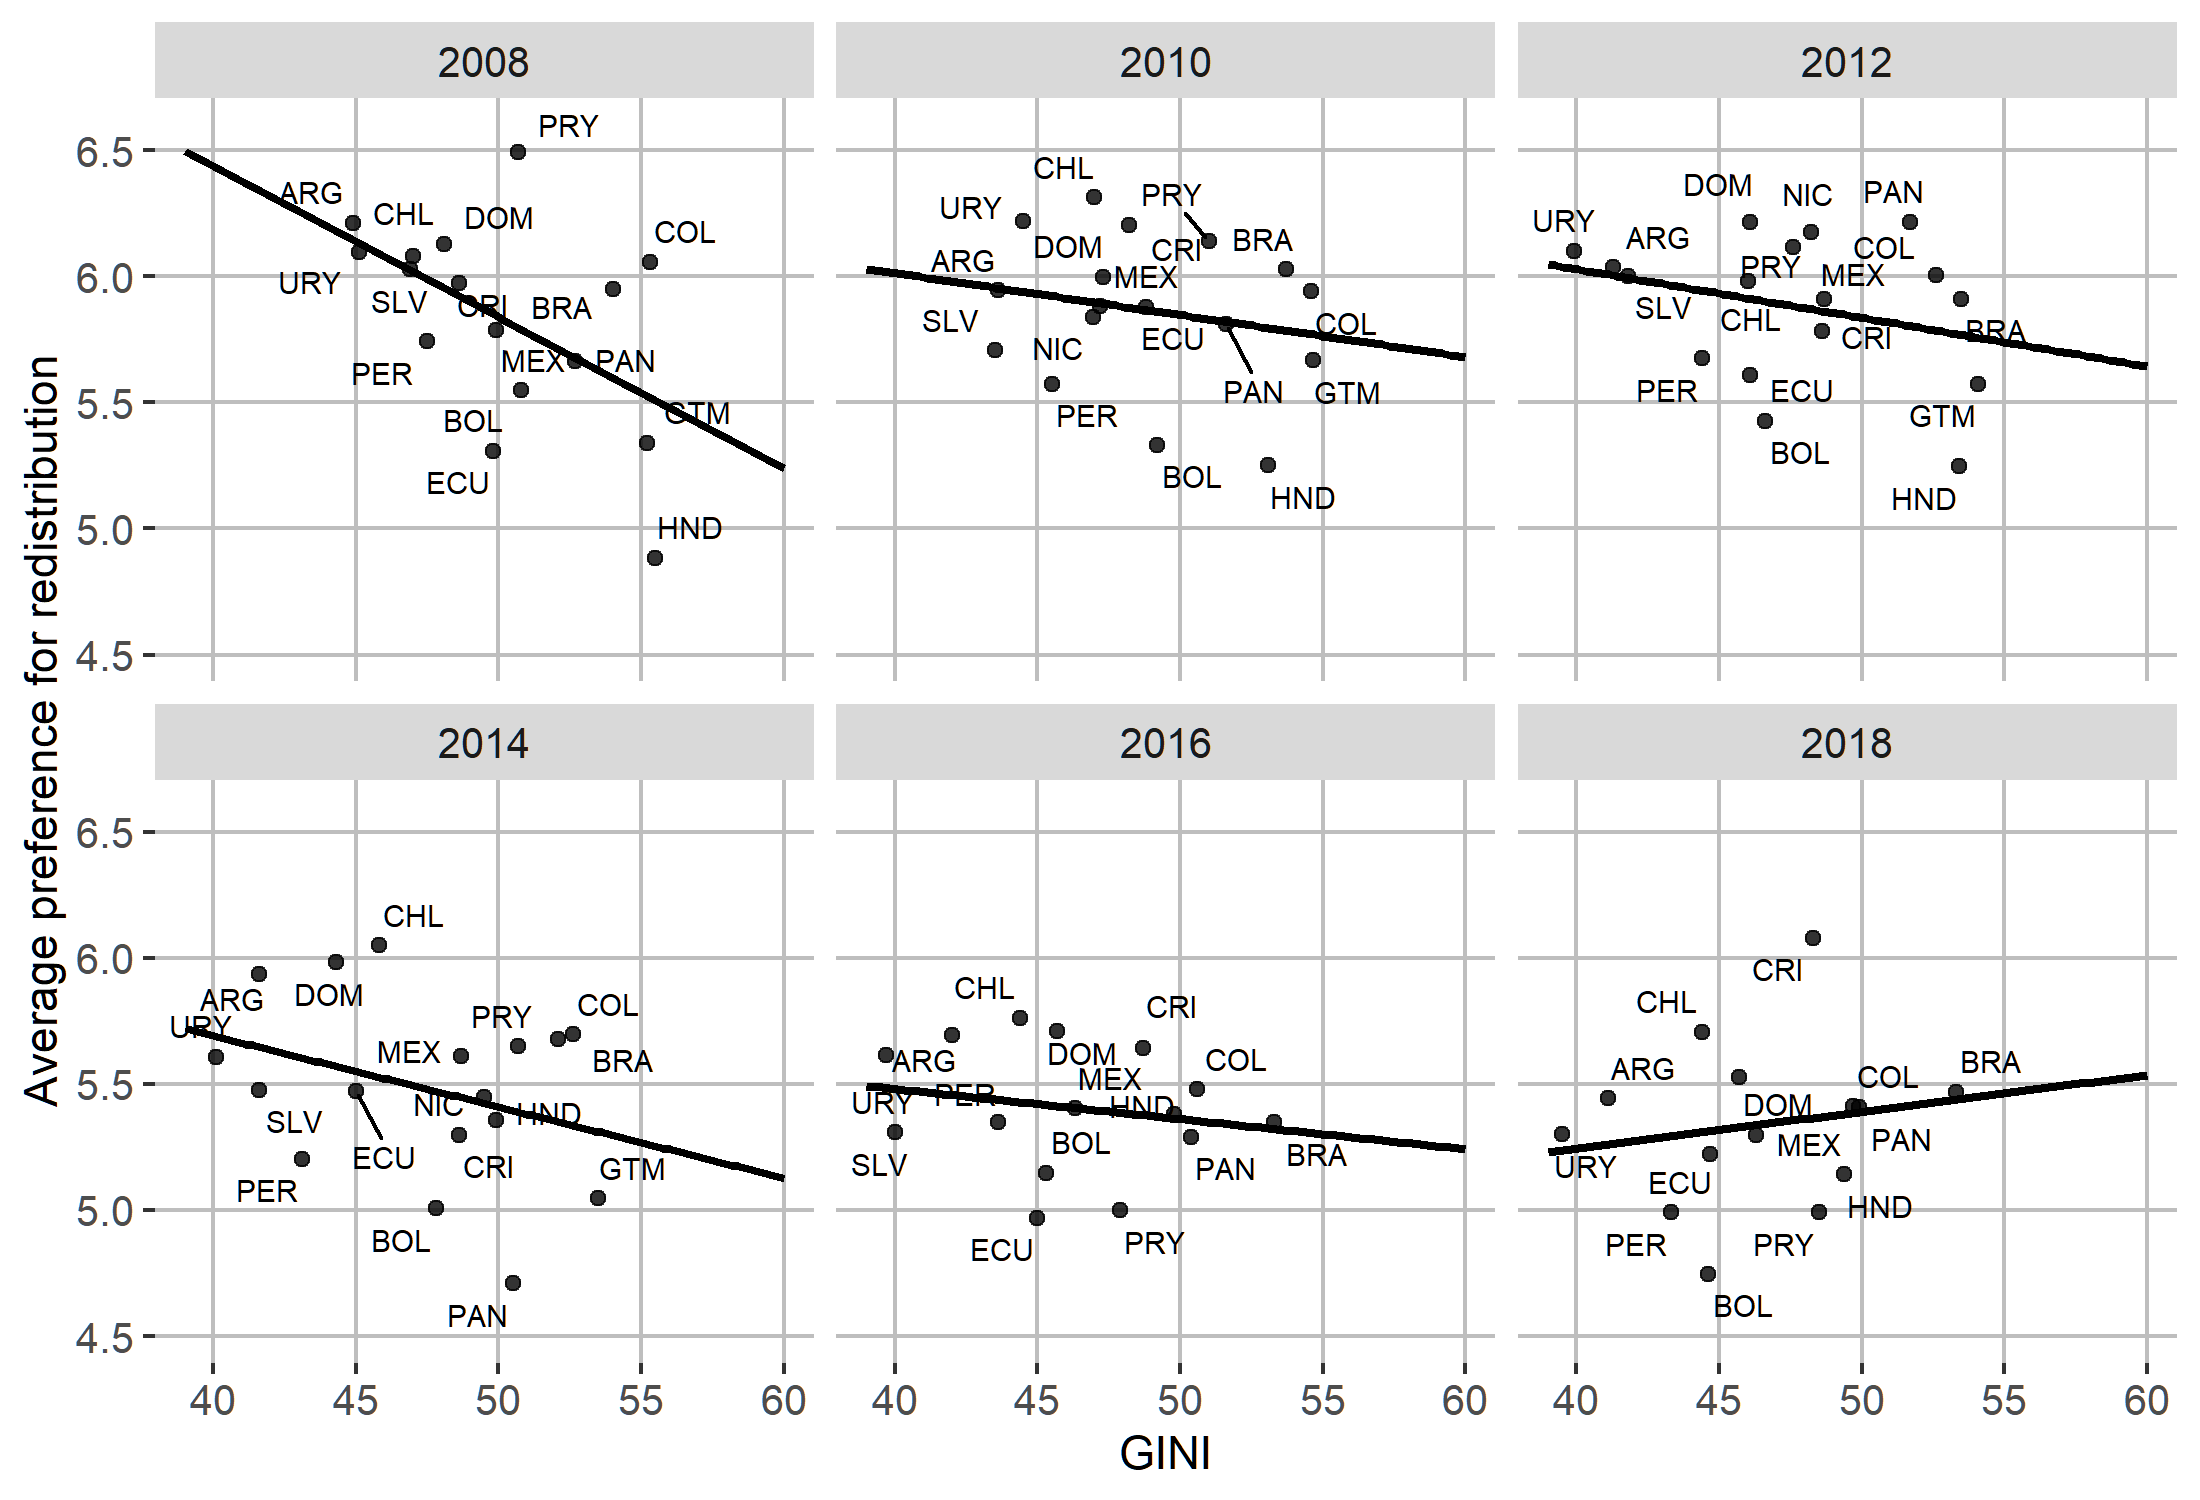 2008
2010
2012
Average preference for redistribution
6.5
6.0
5.5
5.0
4.5
PRY
ARG
CHL
DOM
COL
URY
SLV
CRI
BRA
PER
MEX
PAN
BOL
GTM
ECU
HND
CHL
PRY
URY
DOM
CRI
BRA
ARG
MEX
SLV
NIC
ECU
COL
PAN
GTM
PER
BOL
HND
DOM
NIC
PAN
URY
ARG
COL
PRY
MEX
SLV
CHL
CRI
BRA
PER
ECU
GTM
BOL
HND
2014
2016
2018
6.5
6.0
5.5
5.0
4.5
CHL
ARG
DOM
URY
PRY
COL
MEX
BRA
NIC
HND
SLV
ECU
CRI
GTM
PER
BOL
PAN
CHL
CRI
ARG
DOM
COL
MEX
URY
PER
HND
BOL
SLV
PAN
BRA
ECU
PRY
CRI
CHL
ARG
COL
BRA
DOM
MEX
PAN
URY
ECU
HND
PER
PRY
BOL
40 45 50 55 60
40 45 50 55 60
40 45 50 55 60
GINI